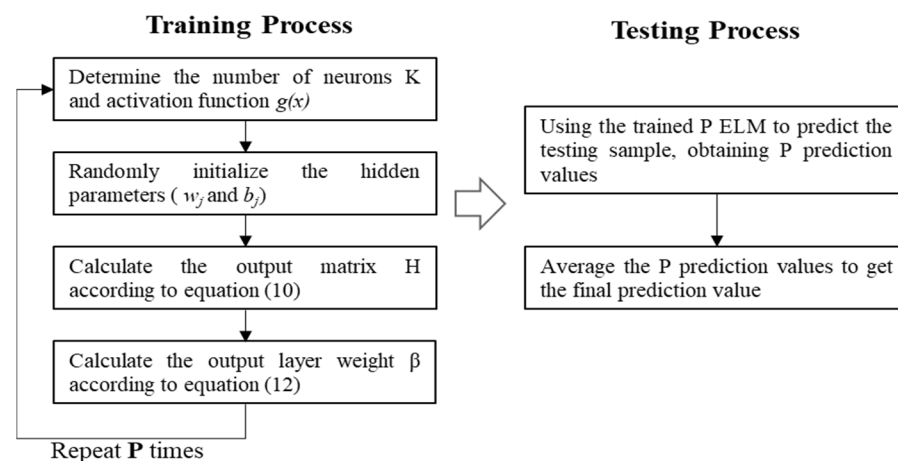 Training Process
Determine the number of neurons K
and activation function g(x)
Randomly initialize the hidden
parameters ( wj and bj)
Calculate the output matrix H
according to equation (10)
Calculate the output layer weight β
according to equation (12)
Repeat P times
Testing Process
Using the trained P ELM to predict the
testing sample, obtaining P prediction
values
Average the P prediction values to get
the final prediction value